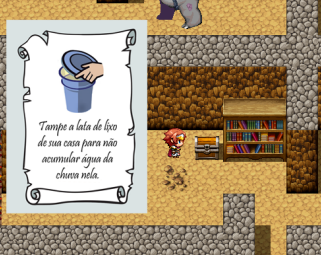 Tampe a lata de lixo
de sua casa para não
acumular água da
chuva nela.